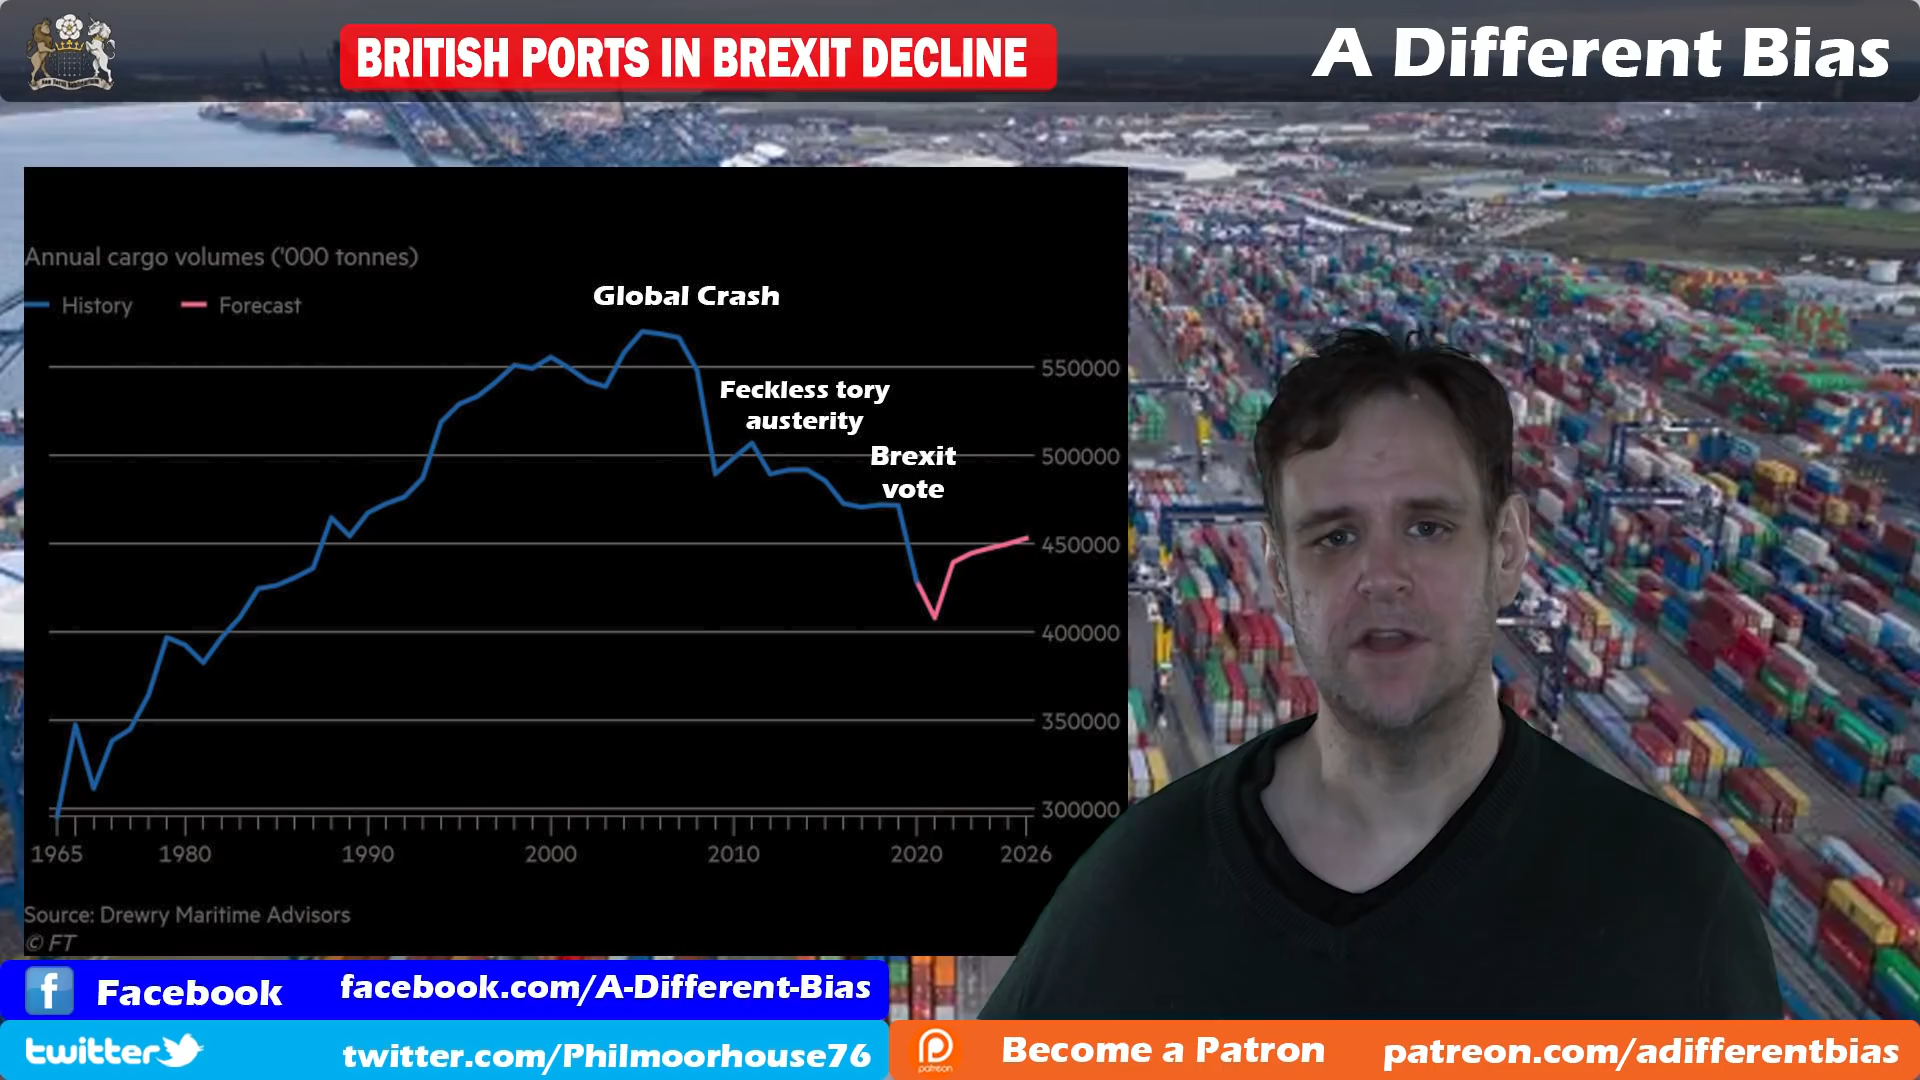 BRITISH PORTS IN BREXIT DECLINE
A Different Bias
Annual cargo volumes ('000 tonnes)
History
Forecast
Global Crash
Feckless tory
austerity
Brexit
vote
550000
500000
450000
400000
350000
300000
1965
1980
1990
2000
2010
2020
2026
Source: Drewry Maritime Advisors
© FT
f
Facebook
facebook.com/A-Different-Bias
twitter
twitter.com/Philmoorhouse76
patreon
Become a Patron
patreon.com/adifferentbias